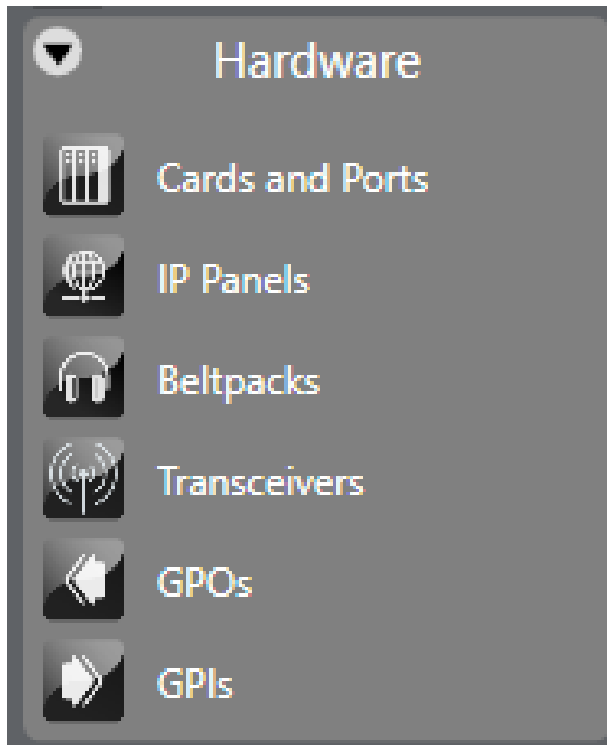 Hardware
Cards and Ports
IP Panels
Beltpacks
Transceivers
GPOs
GPIs